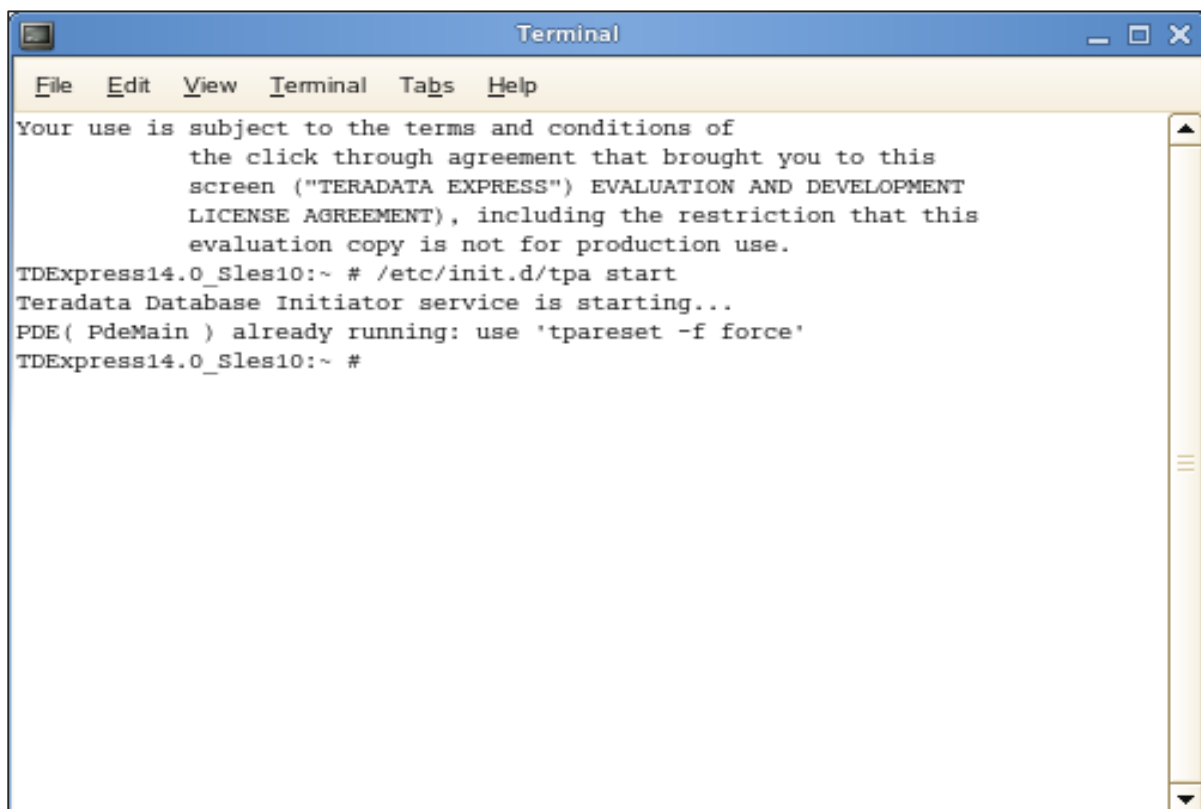 Terminal
File Edit View Terminal Tabs Help
Your use is subject to the terms and conditions of
the click through agreement that brought you to this
screen ("TERADATA EXPRESS") EVALUATION AND DEVELOPMENT
LICENSE AGREEMENT), including the restriction that this
evaluation copy is not for production use.
TDExpress14.0_Sles10:~ # /etc/init.d/tpa start
Teradata Database Initiator service is starting...
PDE( PdeMain ) already running: use 'tpareset -f force'
TDExpress14.0_Sles10:~ #